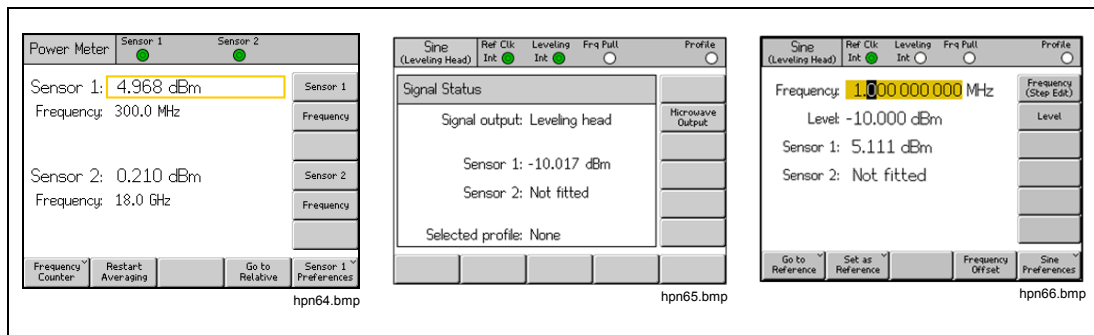 Power Meter
Sensor 1
Sensor 2
Sensor 1: 4.968 dBm
Sensor 1
Frequency: 300.0 MHz
Frequency
Sensor 2: 0.210 dBm
Sensor 2
Frequency: 18.0 GHz
Frequency
Frequency Counter
Restart Averaging
Go to Relative
Sensor 1 Preferences
hpn64.bmp
Sine
(Leveling Head)
Ref Clk
Int
Leveling
Int
Frq Pull
Profile
Signal Status
Signal output: Leveling head
Microwave Output
Sensor 1: -10.017 dBm
Sensor 2: Not fitted
Selected profile: None
hpn65.bmp
Sine
(Leveling Head)
Ref Clk
Int
Leveling
Int
Frq Pull
Profile
Frequency: 1.000 000 000 MHz
Frequency (Step Edit)
Level: -10.000 dBm
Level
Sensor 1: 5.111 dBm
Sensor 2: Not fitted
Go to Reference
Set as Reference
Frequency Offset
Sine Preferences
hpn66.bmp